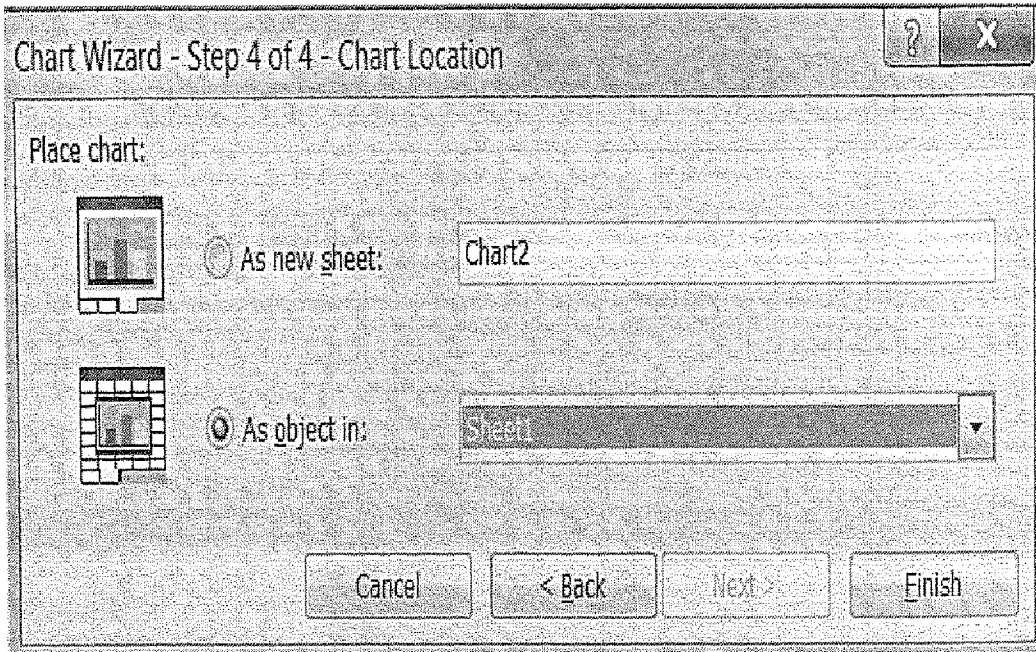 Chart Wizard - Step 4 of 4 - Chart Location
? X
Place chart:
As new sheet: Chart2
As object in: Sheet1
Cancel < Back Next > Finish